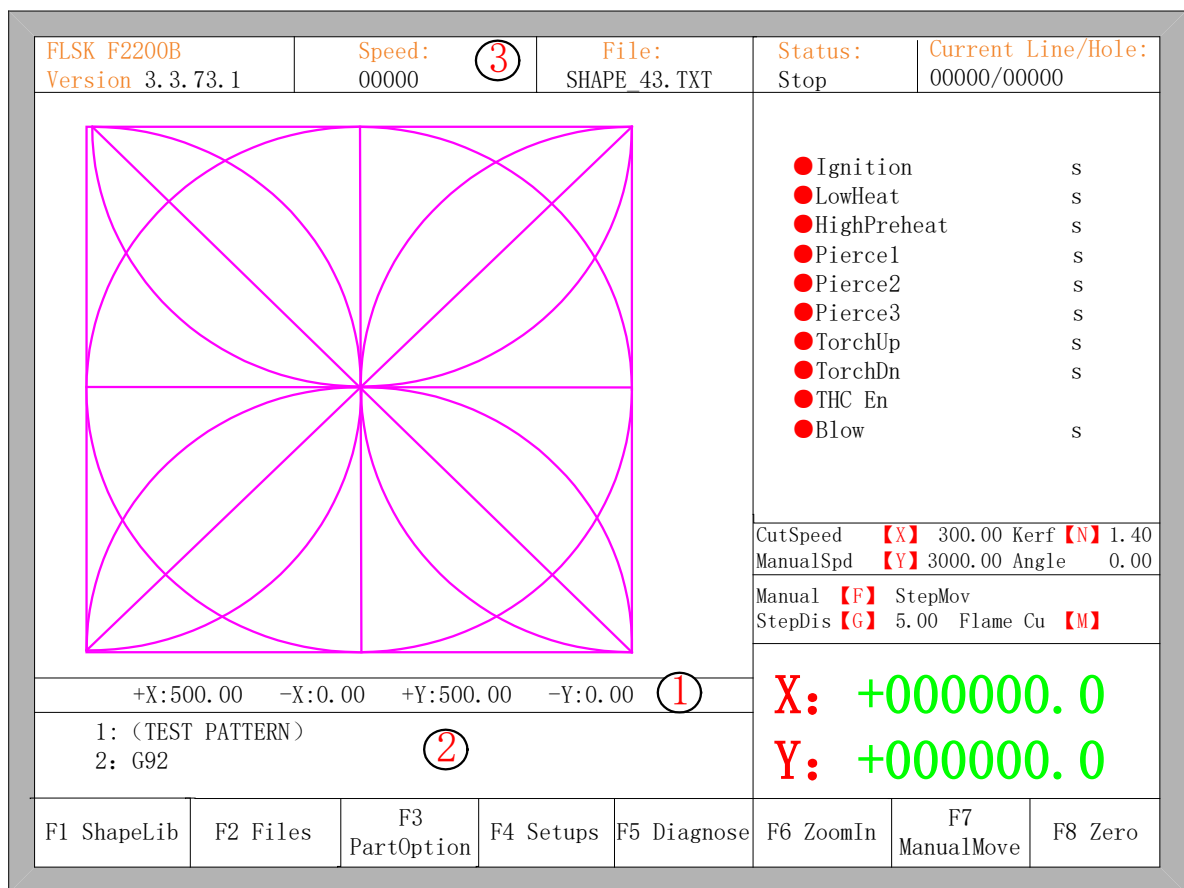 FLSK F2200B
Version 3.3.73.1
Speed:
00000
3
File:
SHAPE_43.TXT
Status:
Stop
Current Line/Hole:
00000/00000
Ignition s
LowHeat s
HighPreheat s
Pierce1 s
Pierce2 s
Pierce3 s
TorchUp s
TorchDn s
THC En
Blow s
CutSpeed 【X】 300.00 Kerf【N】1.40
ManualSpd 【Y】3000.00 Angle 0.00
Manual 【F】 StepMov
StepDis【G】 5.00 Flame Cu 【M】
+X:500.00 -X:0.00 +Y:500.00 -Y:0.00 1
1: （TEST PATTERN）
2: G92
2
X: +000000.0
Y: +000000.0
F1 ShapeLib
F2 Files
F3
PartOption
F4 Setups
F5 Diagnose
F6 ZoomIn
F7
ManualMove
F8 Zero